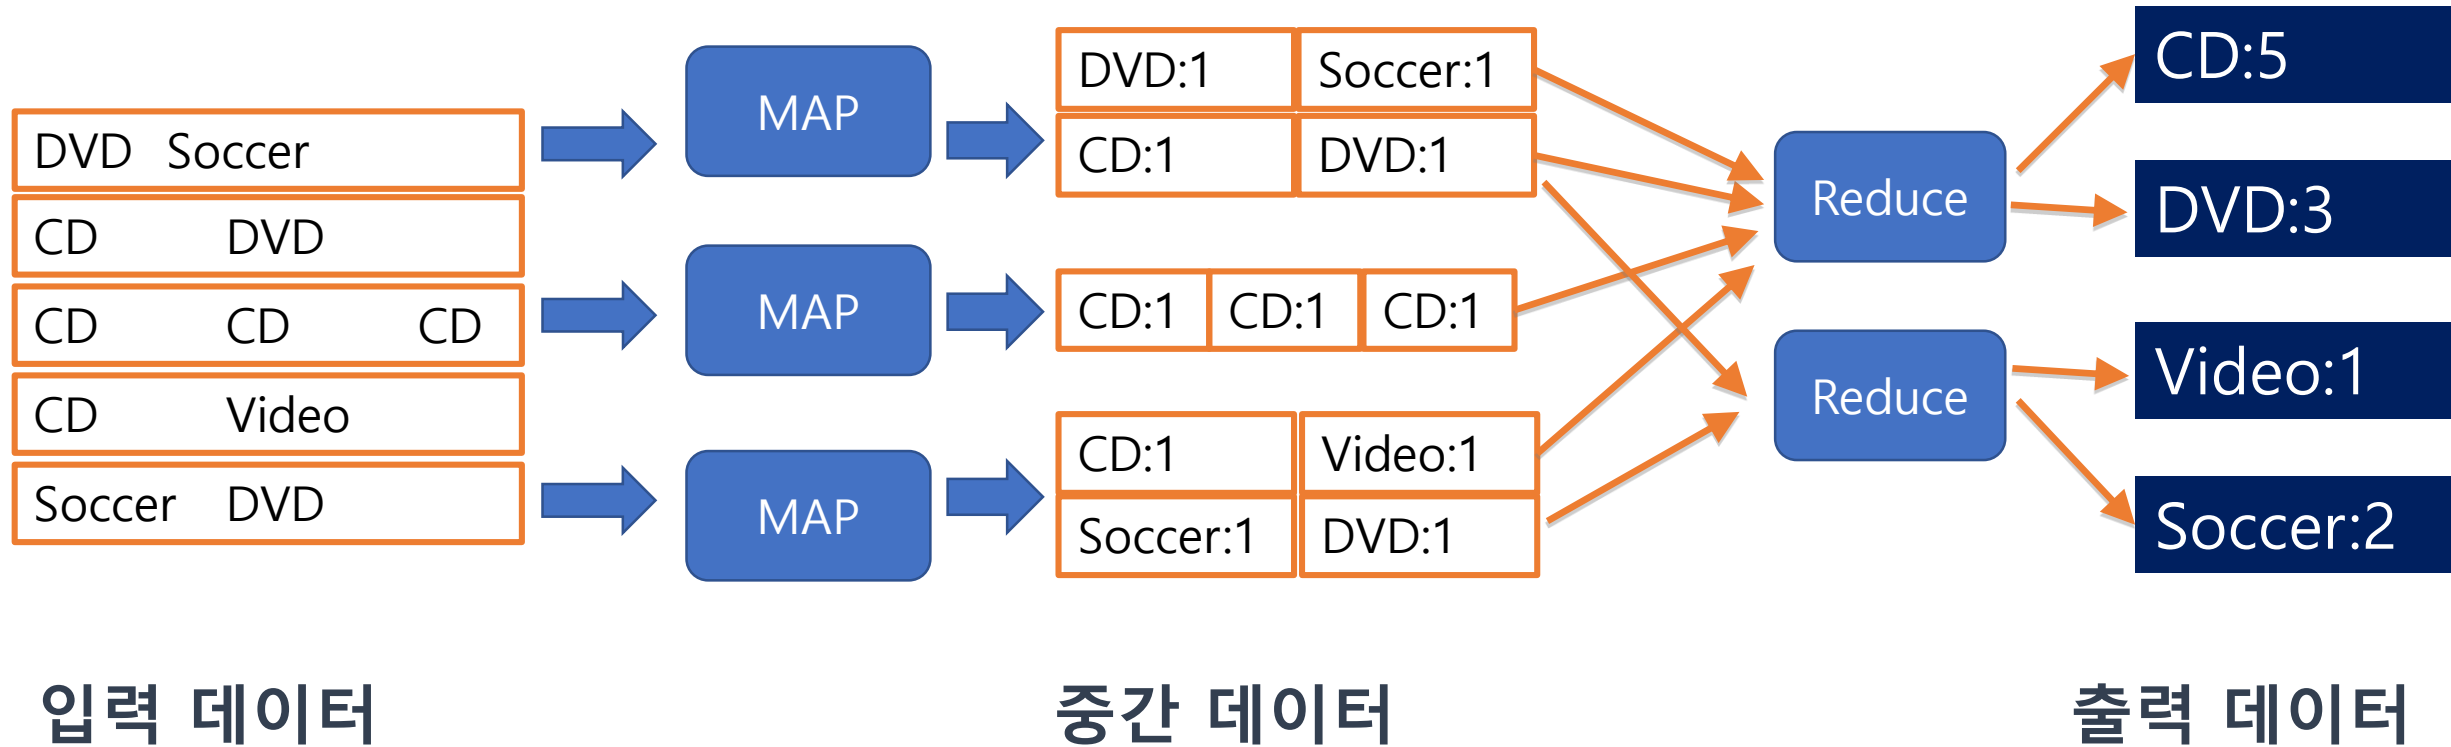 DVD Soccer
CD DVD
CD CD CD
CD Video
Soccer DVD
MAP
MAP
MAP
DVD:1 Soccer:1
CD:1 DVD:1
CD:1 CD:1 CD:1
CD:1 Video:1
Soccer:1 DVD:1
Reduce
Reduce
CD:5
DVD:3
Video:1
Soccer:2
입력 데이터
중간 데이터
출력 데이터